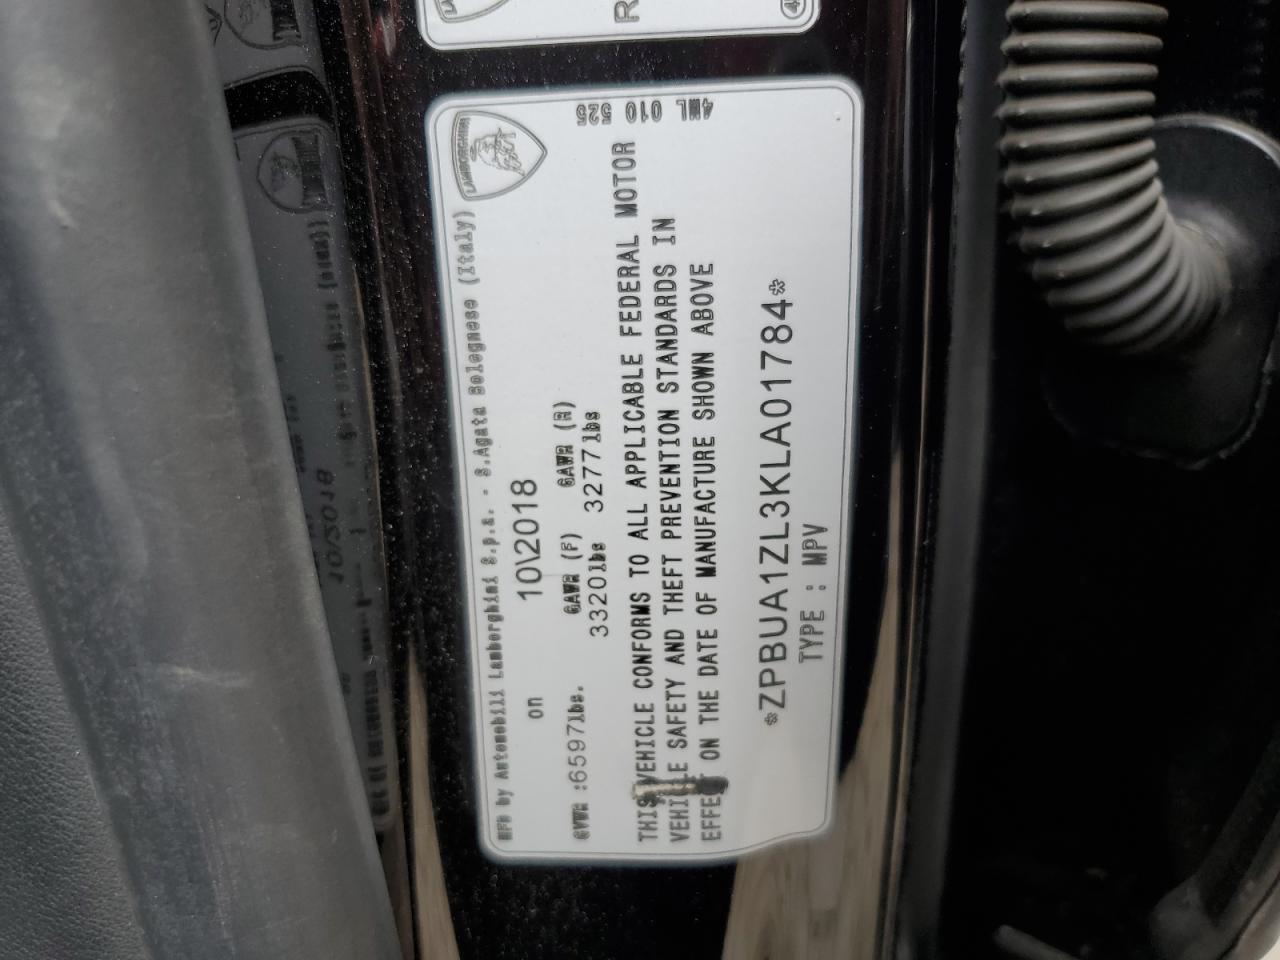 LAMBORGHINI
MFD by Automobili Lamborghini S.p.a. - S.Agata Bolognese (Italy)
on 10\2018
GVWR :6597lbs. GAWR (F) GAWR (R)
3320lbs 3277lbs
4ML 010 525
THIS VEHICLE CONFORMS TO ALL APPLICABLE FEDERAL MOTOR
VEHICLE SAFETY AND THEFT PREVENTION STANDARDS IN
EFFECT ON THE DATE OF MANUFACTURE SHOWN ABOVE
*ZPBUA1ZL3KLA01784*
TYPE : MPV